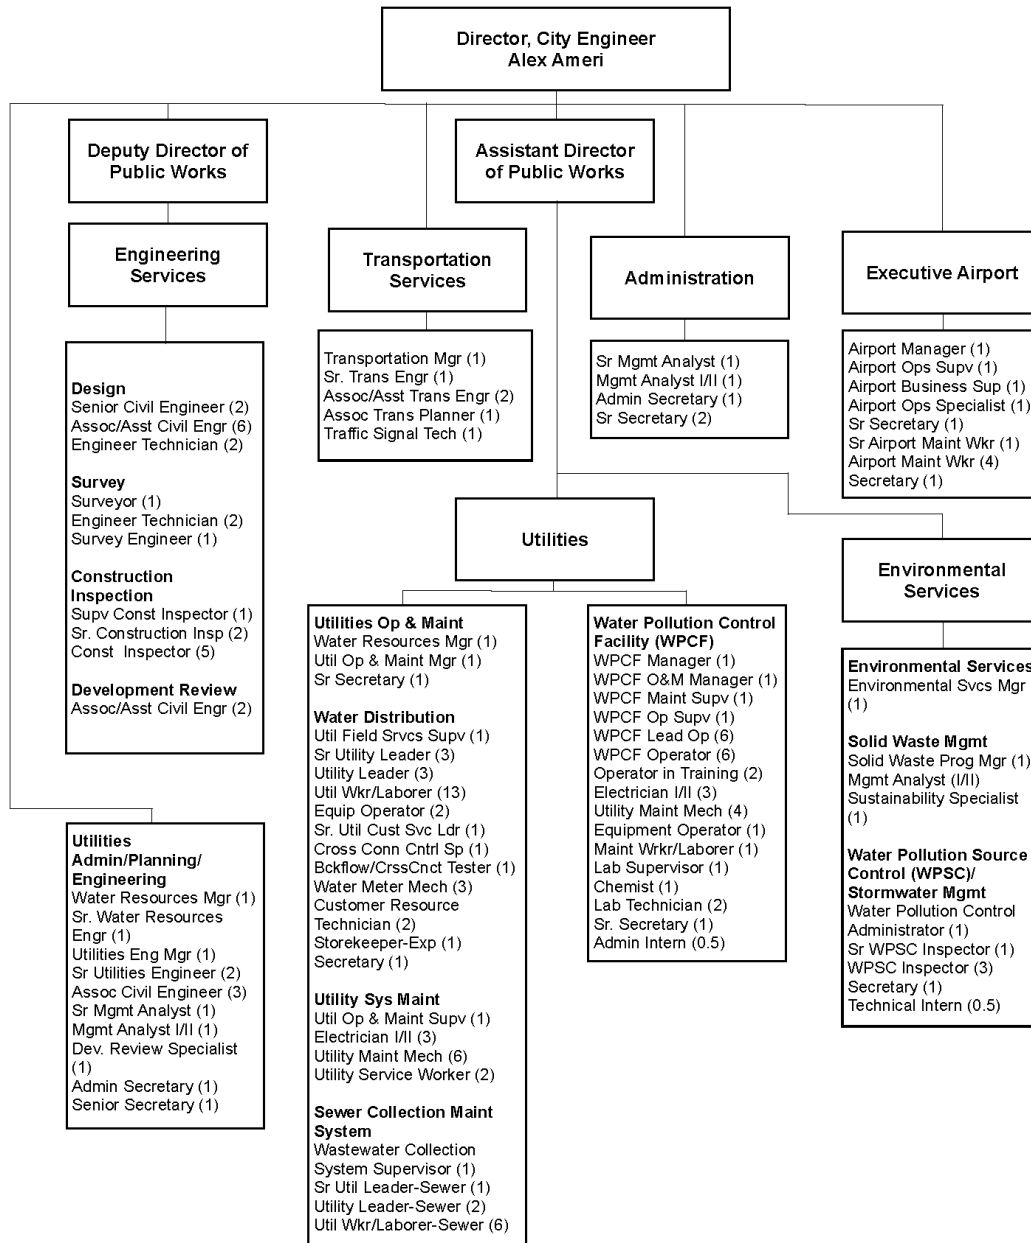 Director, City Engineer
Alex Ameri
Deputy Director of
Public Works
Assistant Director
of Public Works
Engineering
Services
Transportation
Services
Administration
Executive Airport
Design
Senior Civil Engineer (2)
Assoc/Asst Civil Engr (6)
Engineer Technician (2)
Survey
Surveyor (1)
Engineer Technician (2)
Survey Engineer (1)
Construction
Inspection
Supv Const Inspector (1)
Sr. Construction Insp (2)
Const Inspector (5)
Development Review
Assoc/Asst Civil Engr (2)
Transportation Mgr (1)
Sr. Trans Engr (1)
Assoc/Asst Trans Engr (2)
Assoc Trans Planner (1)
Traffic Signal Tech (1)
Sr Mgmt Analyst (1)
Mgmt Analyst I/II (1)
Admin Secretary (1)
Sr Secretary (2)
Airport Manager (1)
Airport Ops Supv (1)
Airport Business Sup (1)
Airport Ops Specialist (1)
Sr Secretary (1)
Sr Airport Maint Wkr (1)
Airport Maint Wkr (4)
Secretary (1)
Utilities
Environmental
Services
Utilities
Admin/Planning/
Engineering
Water Resources Mgr (1)
Sr. Water Resources
Engr (1)
Utilities Eng Mgr (1)
Sr Utilities Engineer (2)
Assoc Civil Engineer (3)
Sr Mgmt Analyst (1)
Mgmt Analyst I/II (1)
Dev. Review Specialist
(1)
Admin Secretary (1)
Senior Secretary (1)
Utilities Op & Maint
Water Resources Mgr (1)
Util Op & Maint Mgr (1)
Sr Secretary (1)
Water Distribution
Util Field Srvcs Supv (1)
Sr Utility Leader (3)
Utility Leader (3)
Util Wkr/Laborer (13)
Equip Operator (2)
Sr. Util Cust Svc Ldr (1)
Cross Conn Cntrl Sp (1)
Bckflow/CrssCnct Tester (1)
Water Meter Mech (3)
Customer Resource
Technician (2)
Storekeeper-Exp (1)
Secretary (1)
Utility Sys Maint
Util Op & Maint Supv (1)
Electrician I/II (3)
Utility Maint Mech (6)
Utility Service Worker (2)
Sewer Collection Maint
System
Wastewater Collection
System Supervisor (1)
Sr Util Leader-Sewer (1)
Utility Leader-Sewer (2)
Util Wkr/Laborer-Sewer (6)
Water Pollution Control
Facility (WPCF)
WPCF Manager (1)
WPCF O&M Manager (1)
WPCF Maint Supv (1)
WPCF Op Supv (1)
WPCF Lead Op (6)
WPCF Operator (6)
Operator in Training (2)
Electrician I/II (3)
Utility Maint Mech (4)
Equipment Operator (1)
Maint Wrkr/Laborer (1)
Lab Supervisor (1)
Chemist (1)
Lab Technician (2)
Sr. Secretary (1)
Admin Intern (0.5)
Environmental Services
Environmental Svcs Mgr
(1)
Solid Waste Mgmt
Solid Waste Prog Mgr (1)
Mgmt Analyst (I/II)
Sustainability Specialist
(1)
Water Pollution Source
Control (WPSC)/
Stormwater Mgmt
Water Pollution Control
Administrator (1)
Sr WPSC Inspector (1)
WPSC Inspector (3)
Secretary (1)
Technical Intern (0.5)